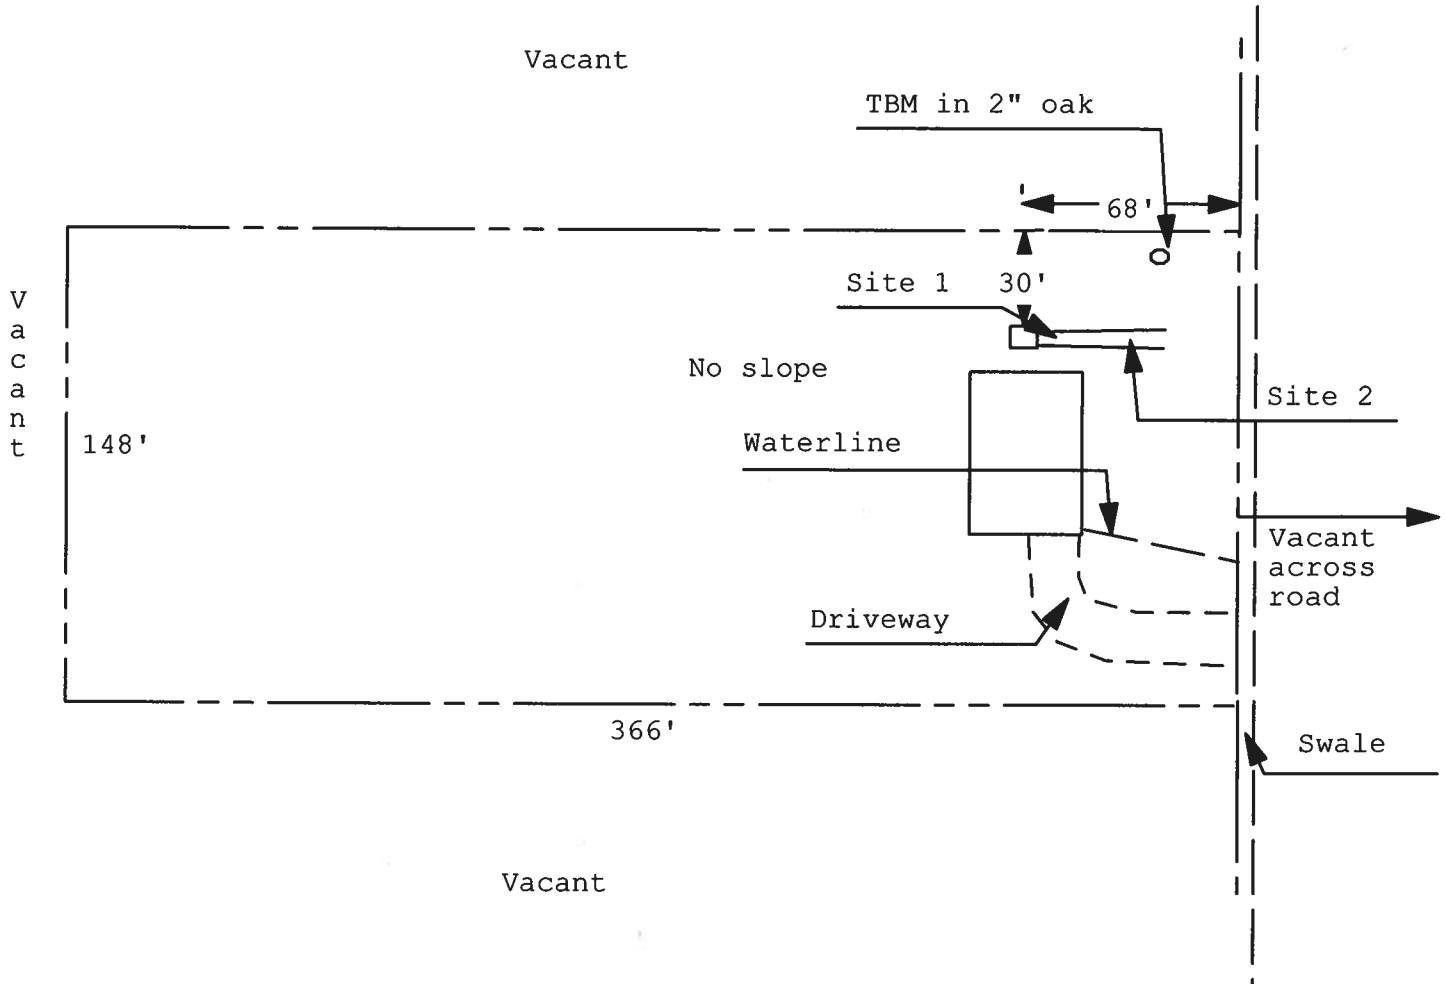 Vacant
TBM in 2" oak
68'
Site 1
30'
Vacant
No slope
Site 2
148'
Waterline
Vacant
across
road
Driveway
366'
Swale
Vacant